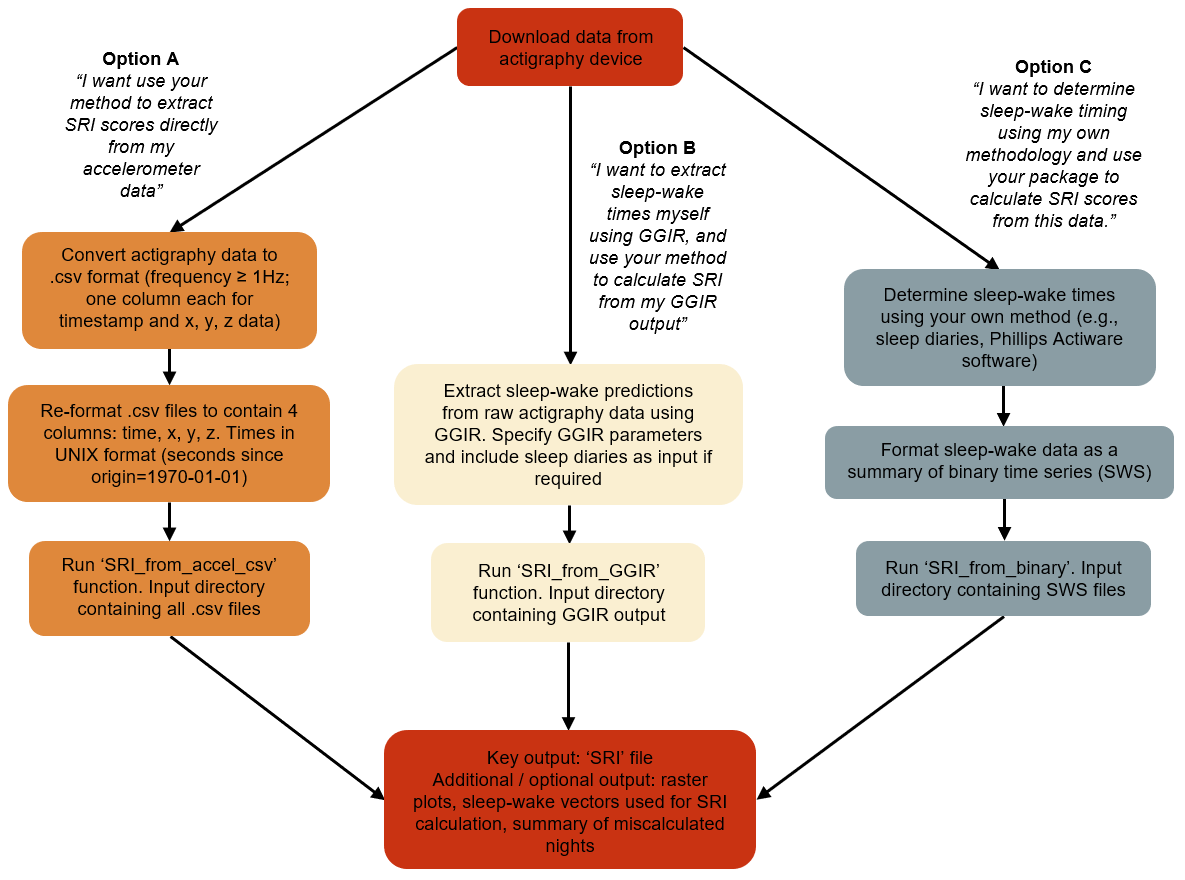 Download data from
actigraphy device
Option A
“I want use your
method to extract
SRI scores directly
from my
accelerometer
data”
Option B
“I want to extract
sleep-wake
times myself
using GGIR, and
use your method
to calculate SRI
from my GGIR
output”
Option C
“I want to determine
sleep-wake timing
using my own
methodology and use
your package to
calculate SRI scores
from this data.”
Convert actigraphy data to
.csv format (frequency ≥ 1Hz;
one column each for
timestamp and x, y, z data)
Re-format .csv files to contain 4
columns: time, x, y, z. Times in
UNIX format (seconds since
origin=1970-01-01)
Run ‘SRI_from_accel_csv’
function. Input directory
containing all .csv files
Extract sleep-wake predictions
from raw actigraphy data using
GGIR. Specify GGIR parameters
and include sleep diaries as input if
required
Run ‘SRI_from_GGIR’
function. Input directory
containing GGIR output
Determine sleep-wake times
using your own method (e.g.,
sleep diaries, Phillips Actiware
software)
Format sleep-wake data as a
summary of binary time series (SWS)
Run ‘SRI_from_binary’. Input
directory containing SWS files
Key output: ‘SRI’ file
Additional / optional output: raster
plots, sleep-wake vectors used for SRI
calculation, summary of miscalculated
nights